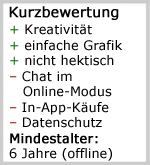 Kurzbewertung
+ Kreativität
+ einfache Grafik
+ nicht hektisch
– Chat im
Online-Modus
– In-App-Käufe
– Datenschutz
Mindestalter:
6 Jahre (offline)